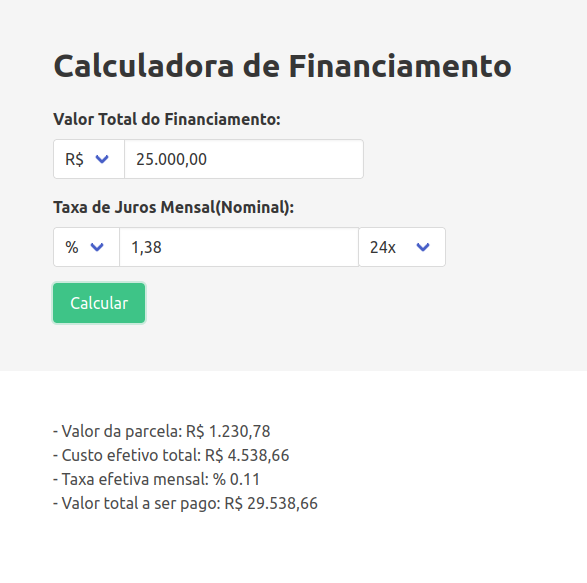 Calculadora de Financiamento
Valor Total do Financiamento:
R$ 25.000,00
Taxa de Juros Mensal(Nominal):
% 1,38 24x
Calcular
- Valor da parcela: R$ 1.230,78
- Custo efetivo total: R$ 4.538,66
- Taxa efetiva mensal: % 0.11
- Valor total a ser pago: R$ 29.538,66